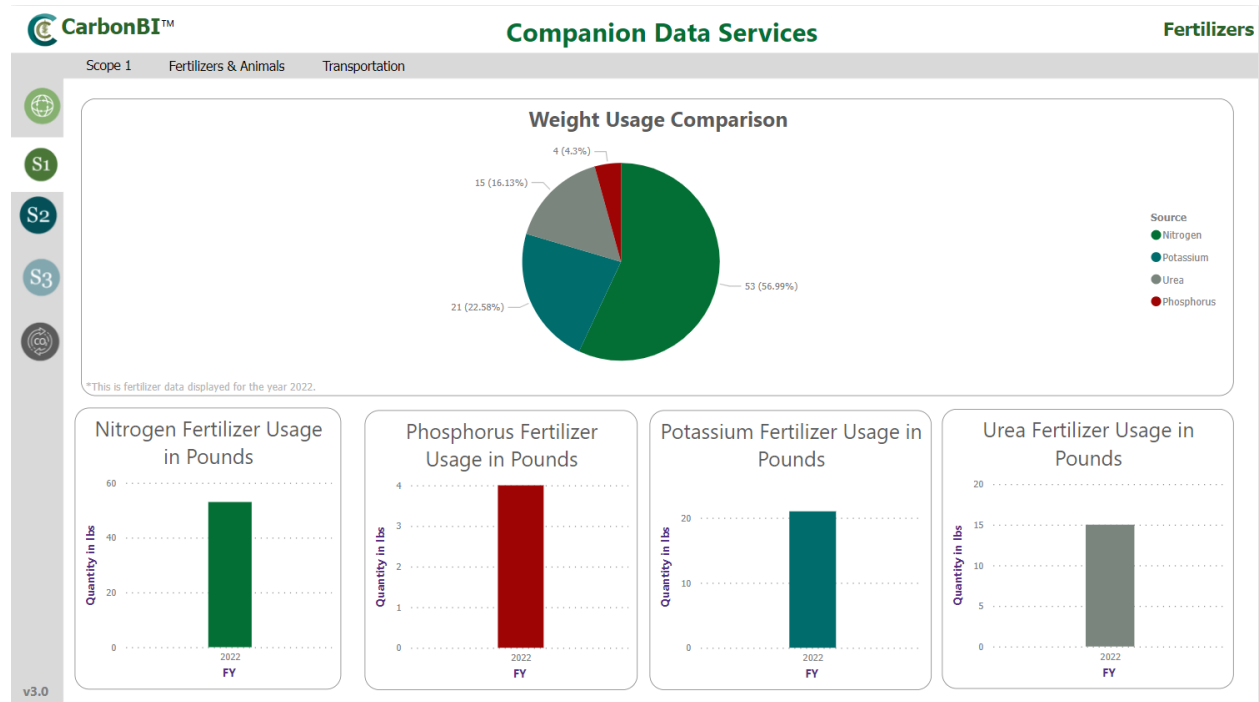 CarbonBI™
Companion Data Services
Fertilizers
Scope 1 Fertilizers & Animals Transportation
S1
S2
S3
CO₂
v3.0
Weight Usage Comparison
4 (4.3%)
15 (16.13%)
21 (22.58%)
53 (56.99%)
Source
Nitrogen
Potassium
Urea
Phosphorus
*This is fertilizer data displayed for the year 2022.
Nitrogen Fertilizer Usage
in Pounds
Quantity in lbs
60
40
20
0
2022
FY
Phosphorus Fertilizer
Usage in Pounds
Quantity in lbs
4
3
2
1
0
2022
FY
Potassium Fertilizer Usage in
Pounds
Quantity in lbs
20
10
0
2022
FY
Urea Fertilizer Usage in
Pounds
Quantity in lbs
20
15
10
5
0
2022
FY